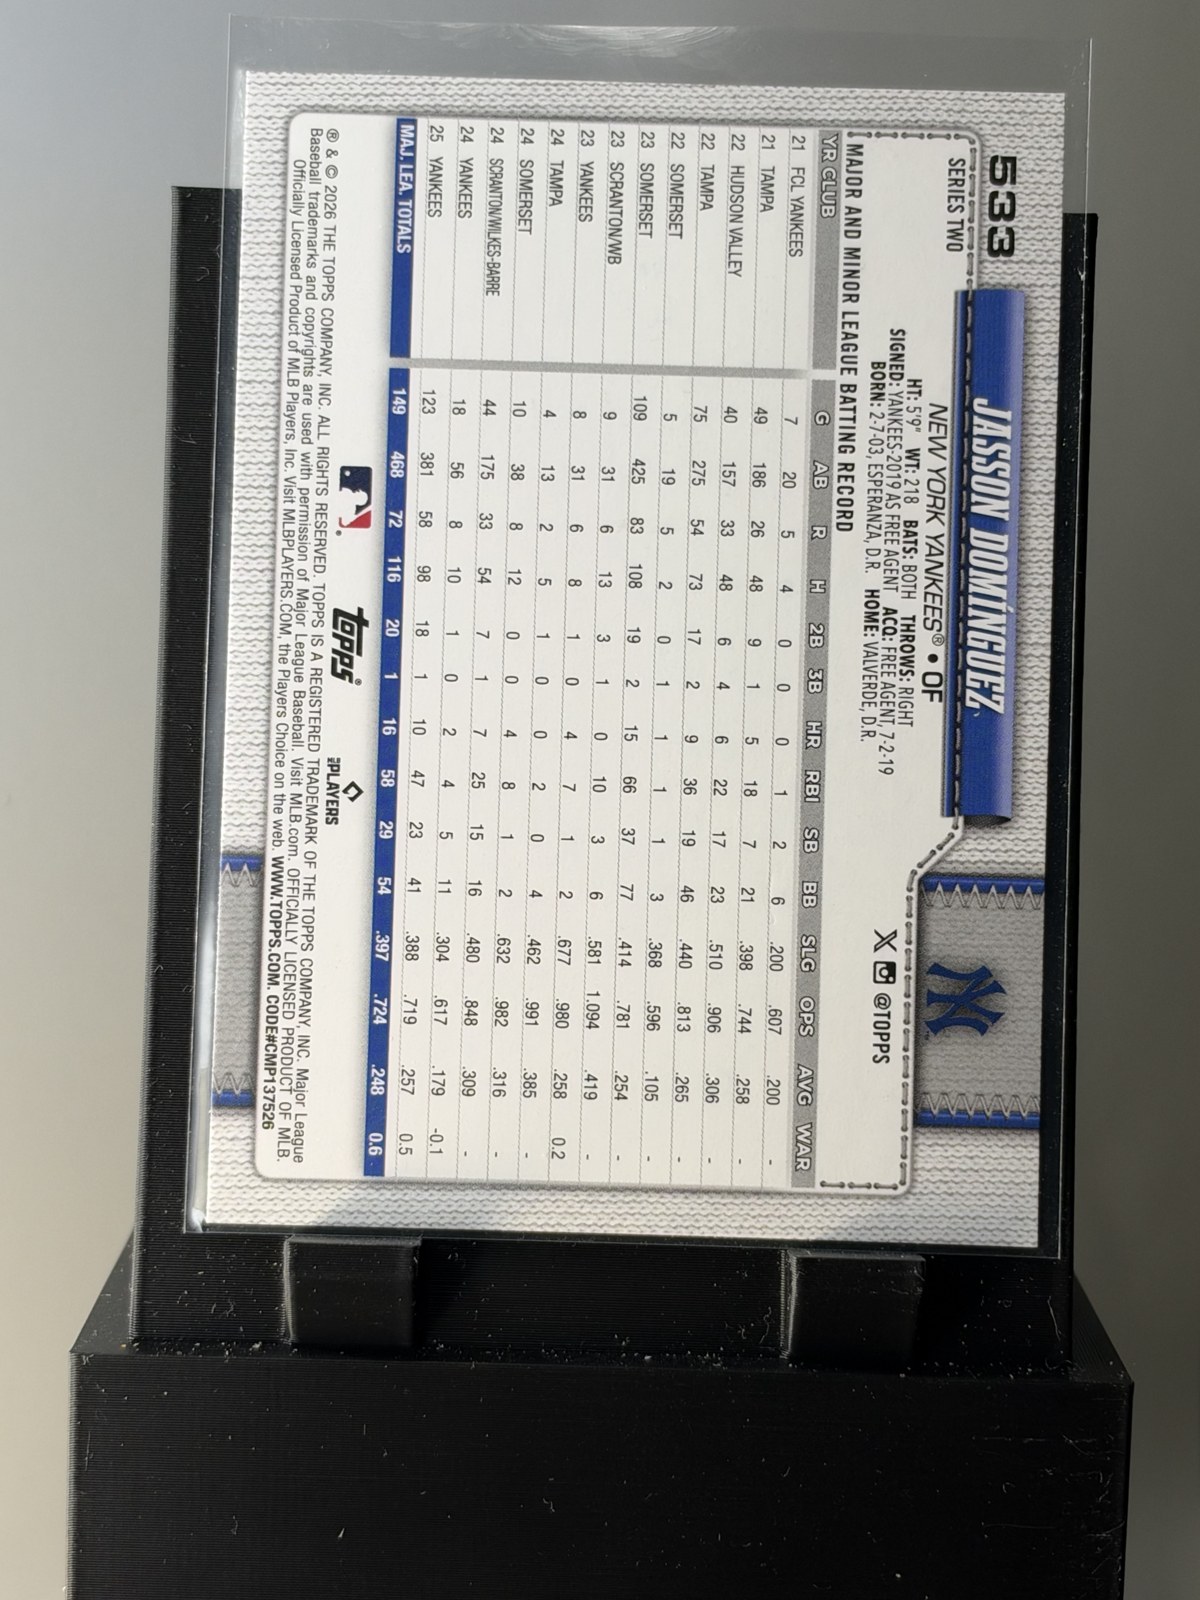 533
SERIES TWO
JASSON DOMÍNGUEZ
NEW YORK YANKEES® • OF
HT: 5'9" WT: 218 BATS: BOTH THROWS: RIGHT
SIGNED: YANKEES-2019 AS FREE AGENT ACQ: FREE AGENT, 7-2-19
BORN: 2-7-03, ESPERANZA, D.R. HOME: VALVERDE, D.R.
NY
X @TOPPS
MAJOR AND MINOR LEAGUE BATTING RECORD
YR CLUB G AB R H 2B 3B HR RBI SB BB SLG OPS AVG WAR
21 FCL YANKEES 7 20 5 4 0 0 0 1 2 6 .200 .607 .200 -
21 TAMPA 49 186 26 48 9 1 5 18 7 21 .398 .744 .258 -
22 HUDSON VALLEY 40 157 33 48 6 4 6 22 17 23 .510 .906 .306 -
22 TAMPA 75 275 54 73 17 2 9 36 19 46 .440 .813 .265 -
22 SOMERSET 5 19 5 2 0 1 1 1 1 3 .368 .596 .105 -
23 SOMERSET 109 425 83 108 19 2 15 66 37 77 .414 .781 .254 -
23 SCRANTON/WB 9 31 6 13 3 1 0 10 3 6 .581 1.094 .419 -
23 YANKEES 8 31 6 8 1 0 4 7 1 2 .677 .980 .258 0.2
24 TAMPA 4 13 2 5 1 0 0 2 0 4 .462 .991 .385 -
24 SOMERSET 10 38 8 12 0 0 4 8 1 2 .632 .982 .316 -
24 SCRANTON/WILKES-BARRE 44 175 33 54 7 1 7 25 15 16 .480 .848 .309 -
24 YANKEES 18 56 8 10 1 0 2 4 5 11 .304 .617 .179 -0.1
25 YANKEES 123 381 58 98 18 1 10 47 23 41 .388 .719 .257 0.5
MAJ. LEA. TOTALS 149 468 72 116 20 1 16 58 29 54 .397 .724 .248 0.6
topps®
PLAYERS
® & © 2026 THE TOPPS COMPANY, INC. ALL RIGHTS RESERVED. TOPPS IS A REGISTERED TRADEMARK OF THE TOPPS COMPANY, INC. Major League
Baseball trademarks and copyrights are used with permission of Major League Baseball. Visit MLB.com. OFFICIALLY LICENSED PRODUCT OF MLB.
Officially Licensed Product of MLB Players, Inc. Visit MLBPLAYERS.COM, the Players Choice on the web. WWW.TOPPS.COM. CODE#CMP137526